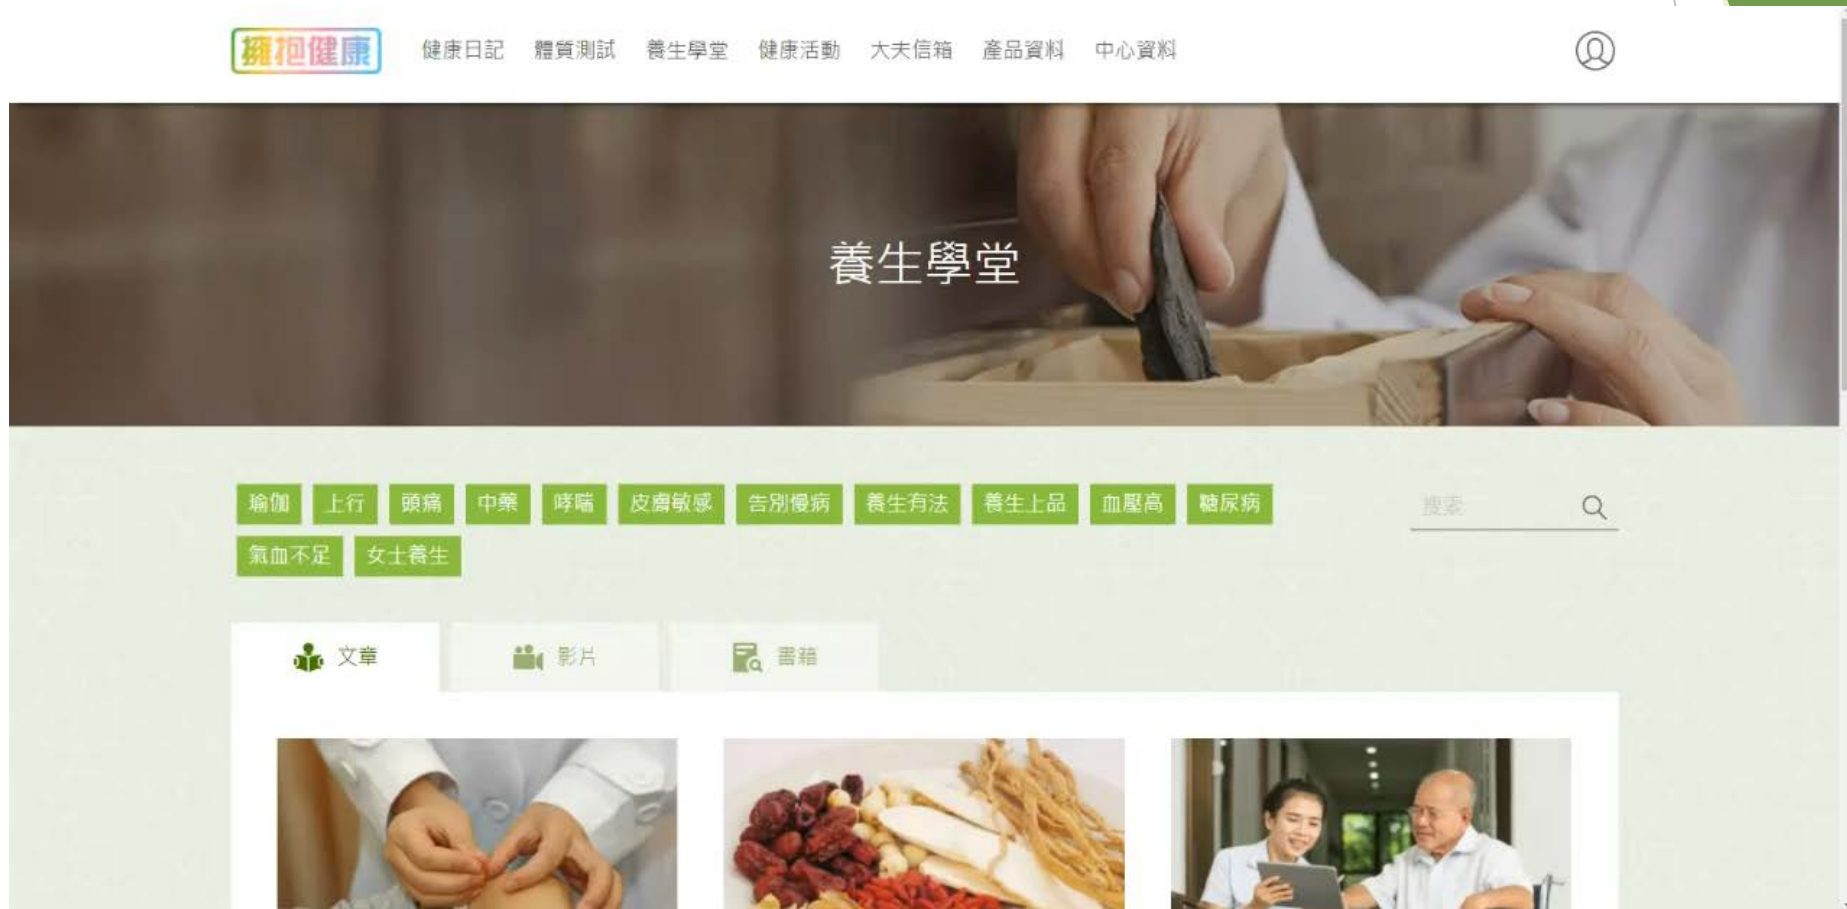 擁抱健康 健康日記 體質測試 養生學堂 健康活動 大夫信箱 產品資料 中心資料
養生學堂
瑜伽 上行 頭痛 中藥 哮喘 皮膚敏感 告別慢病 養生有法 養生上品 血壓高 糖尿病 搜索
氣血不足 女士養生
文章 影片 書籍